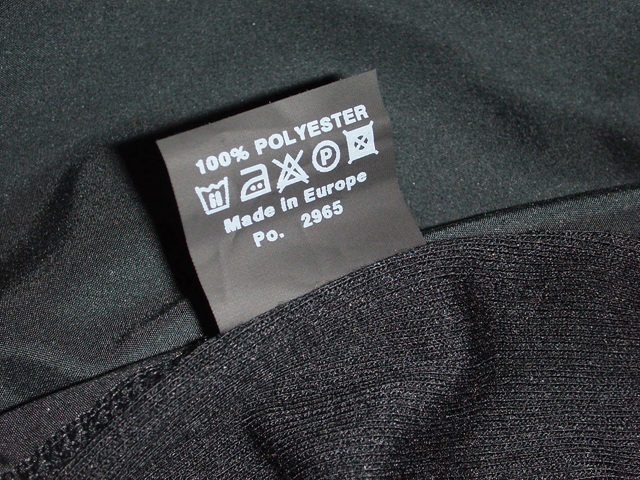 100% POLYESTER
P
Made in Europe
Po. 2965